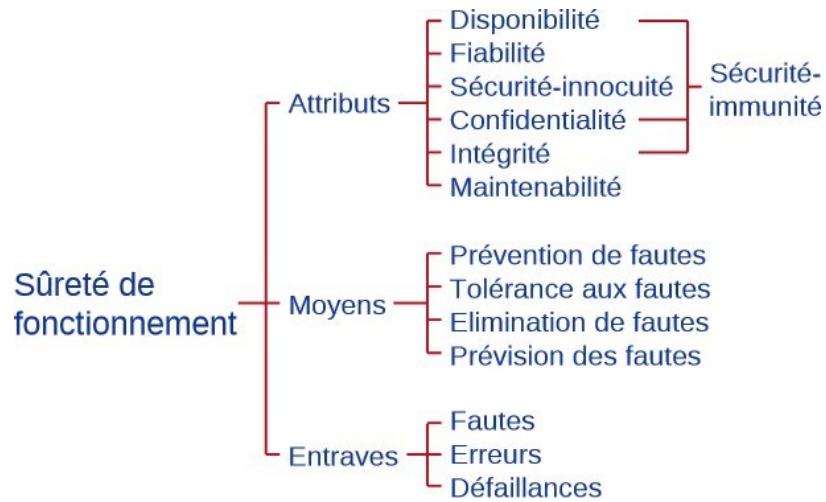 Disponibilité
Fiabilité
Sécurité-innocuité
Confidentialité
Intégrité
Maintenabilité
Sécurité-
immunité
Attributs
Sûreté de
fonctionnement
Moyens
Prévention de fautes
Tolérance aux fautes
Elimination de fautes
Prévision des fautes
Entraves
Fautes
Erreurs
Défaillances